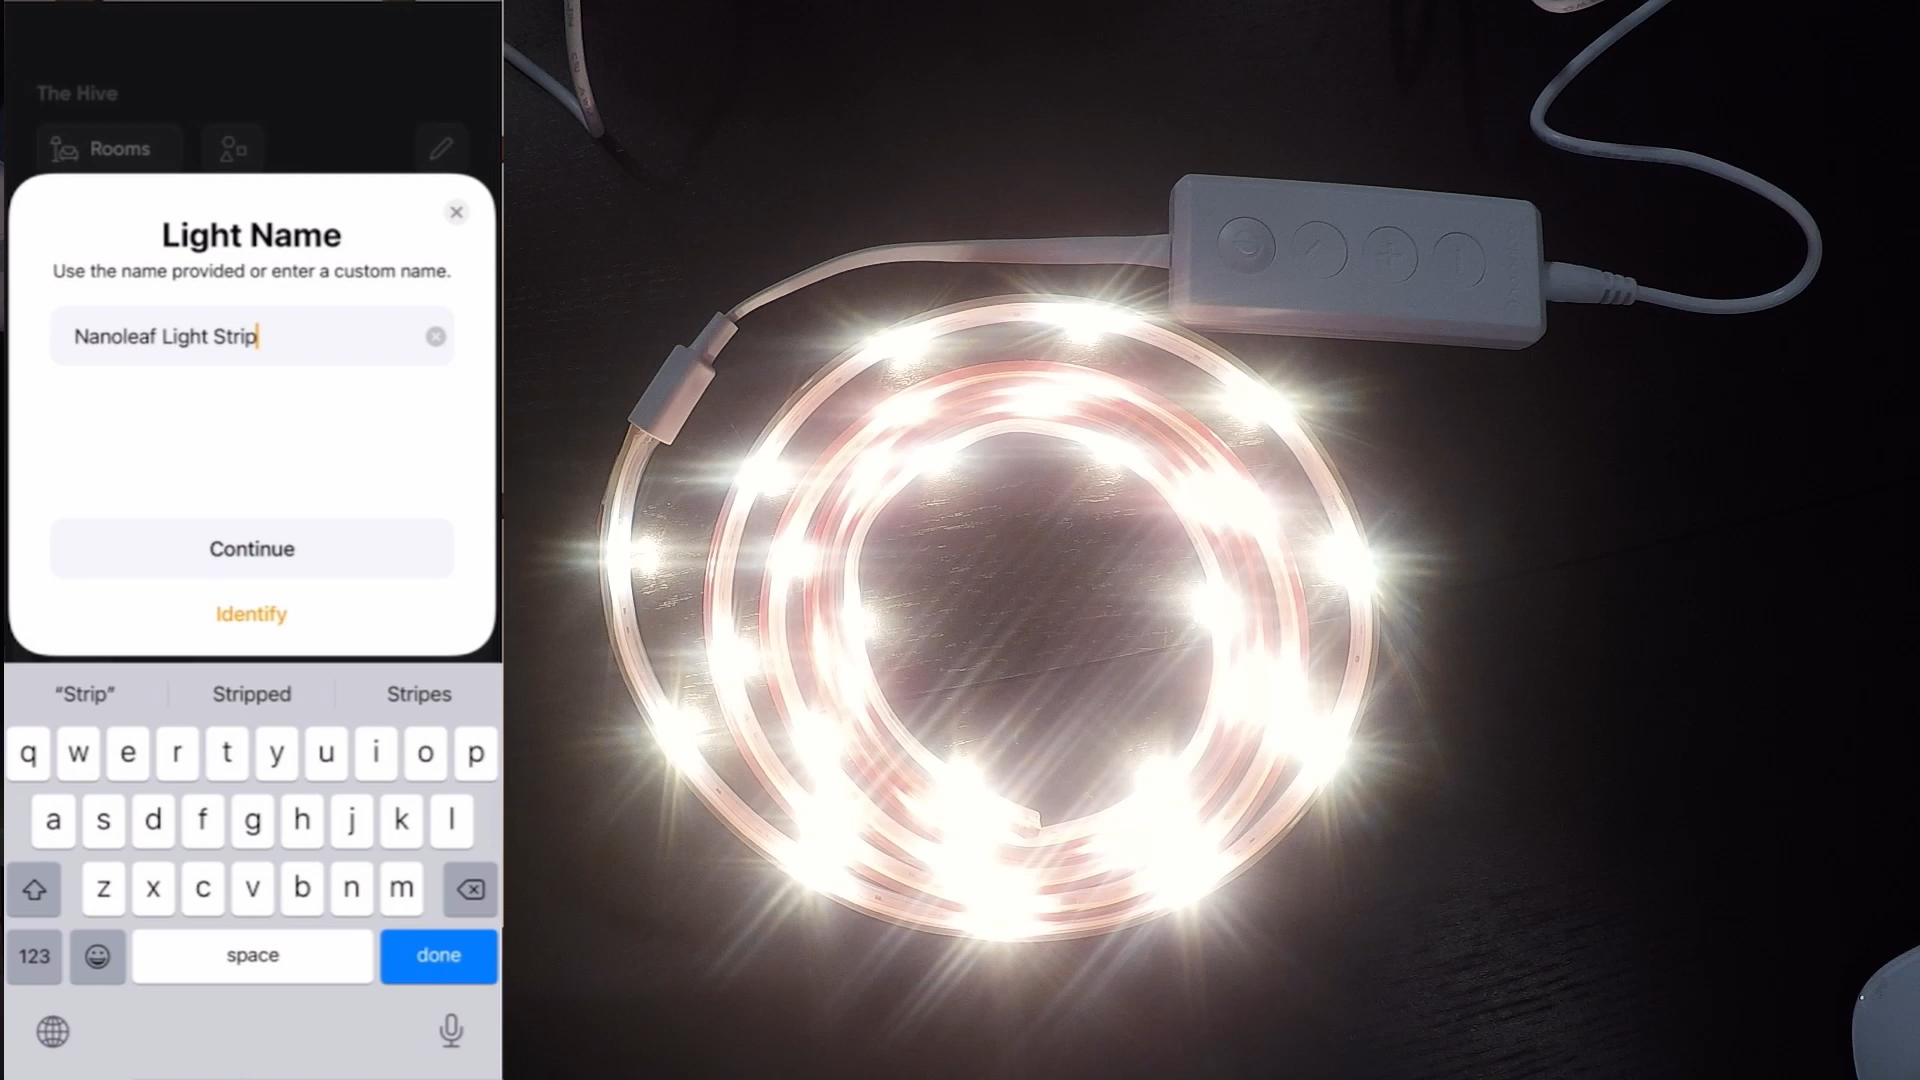 The Hive
Rooms
Light Name
Use the name provided or enter a custom name.
Nanoleaf Light Strip
Continue
Identify
“Strip” Stripped Stripes
q w e r t y u i o p
a s d f g h j k l
z x c v b n m
123 space done